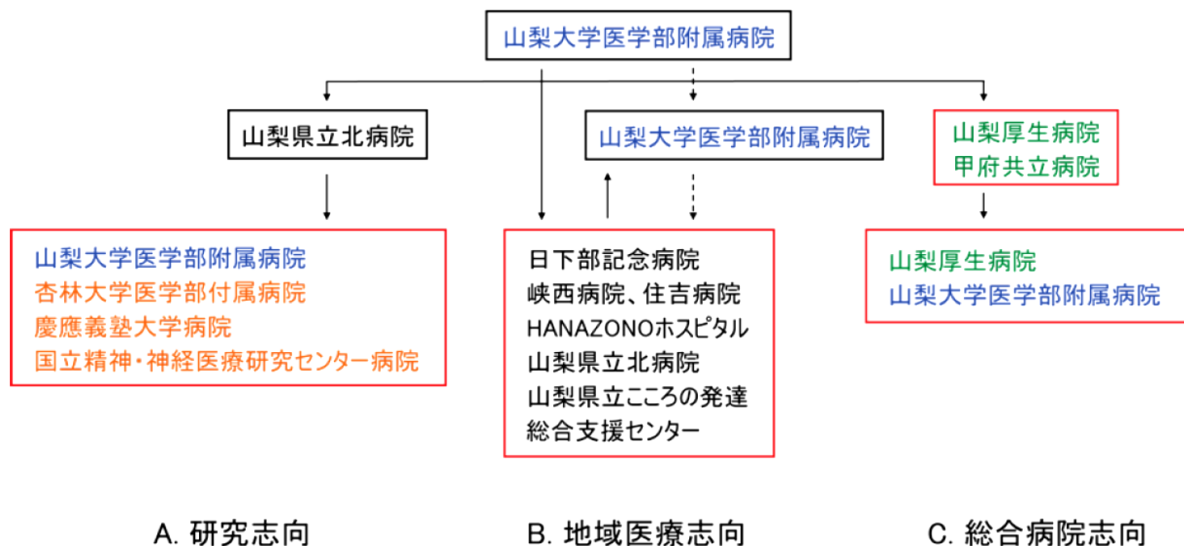 山梨大学医学部附属病院
山梨県立北病院
山梨大学医学部附属病院
山梨厚生病院
甲府共立病院
山梨大学医学部附属病院
杏林大学医学部付属病院
慶應義塾大学病院
国立精神・神経医療研究センター病院
日下部記念病院
峡西病院、住吉病院
HANAZONOホスピタル
山梨県立北病院
山梨県立こころの発達
総合支援センター
山梨厚生病院
山梨大学医学部附属病院
A. 研究志向
B. 地域医療志向
C. 総合病院志向